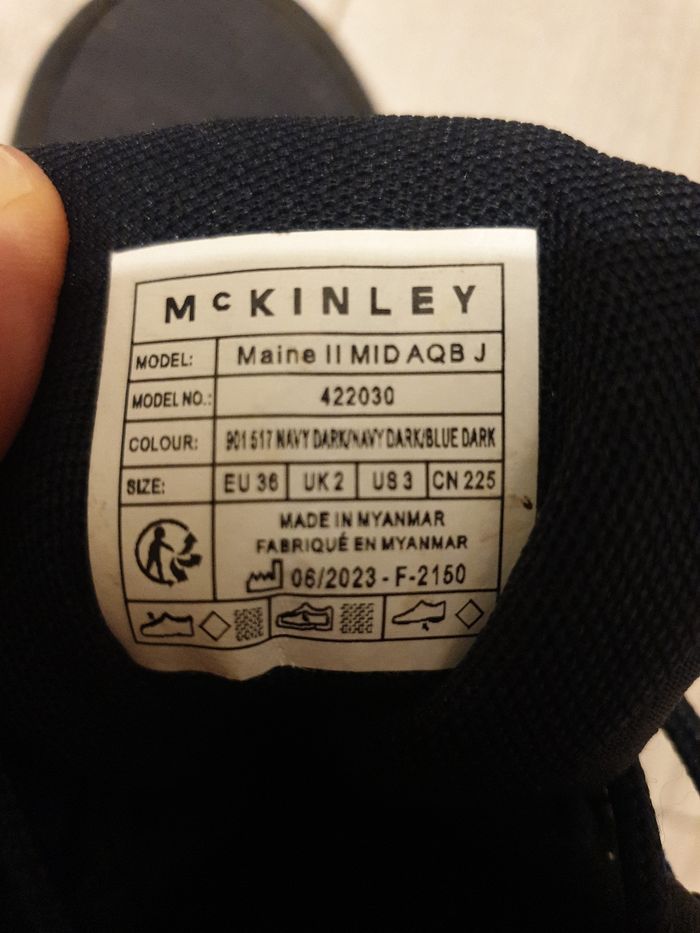 McKINLEY
MODEL: Maine II MID AQB J
MODEL NO.: 422030
COLOUR: 901 517 NAVY DARK/NAVY DARK/BLUE DARK
SIZE: EU 36 UK 2 US 3 CN 225
MADE IN MYANMAR
FABRIQUÉ EN MYANMAR
06/2023 - F-2150